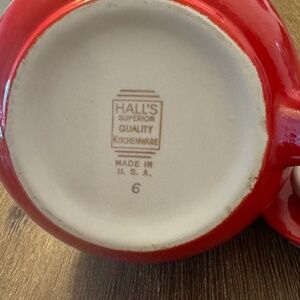 HALL'S
SUPERIOR
QUALITY
KITCHENWARE
MADE IN
U. S. A.
6